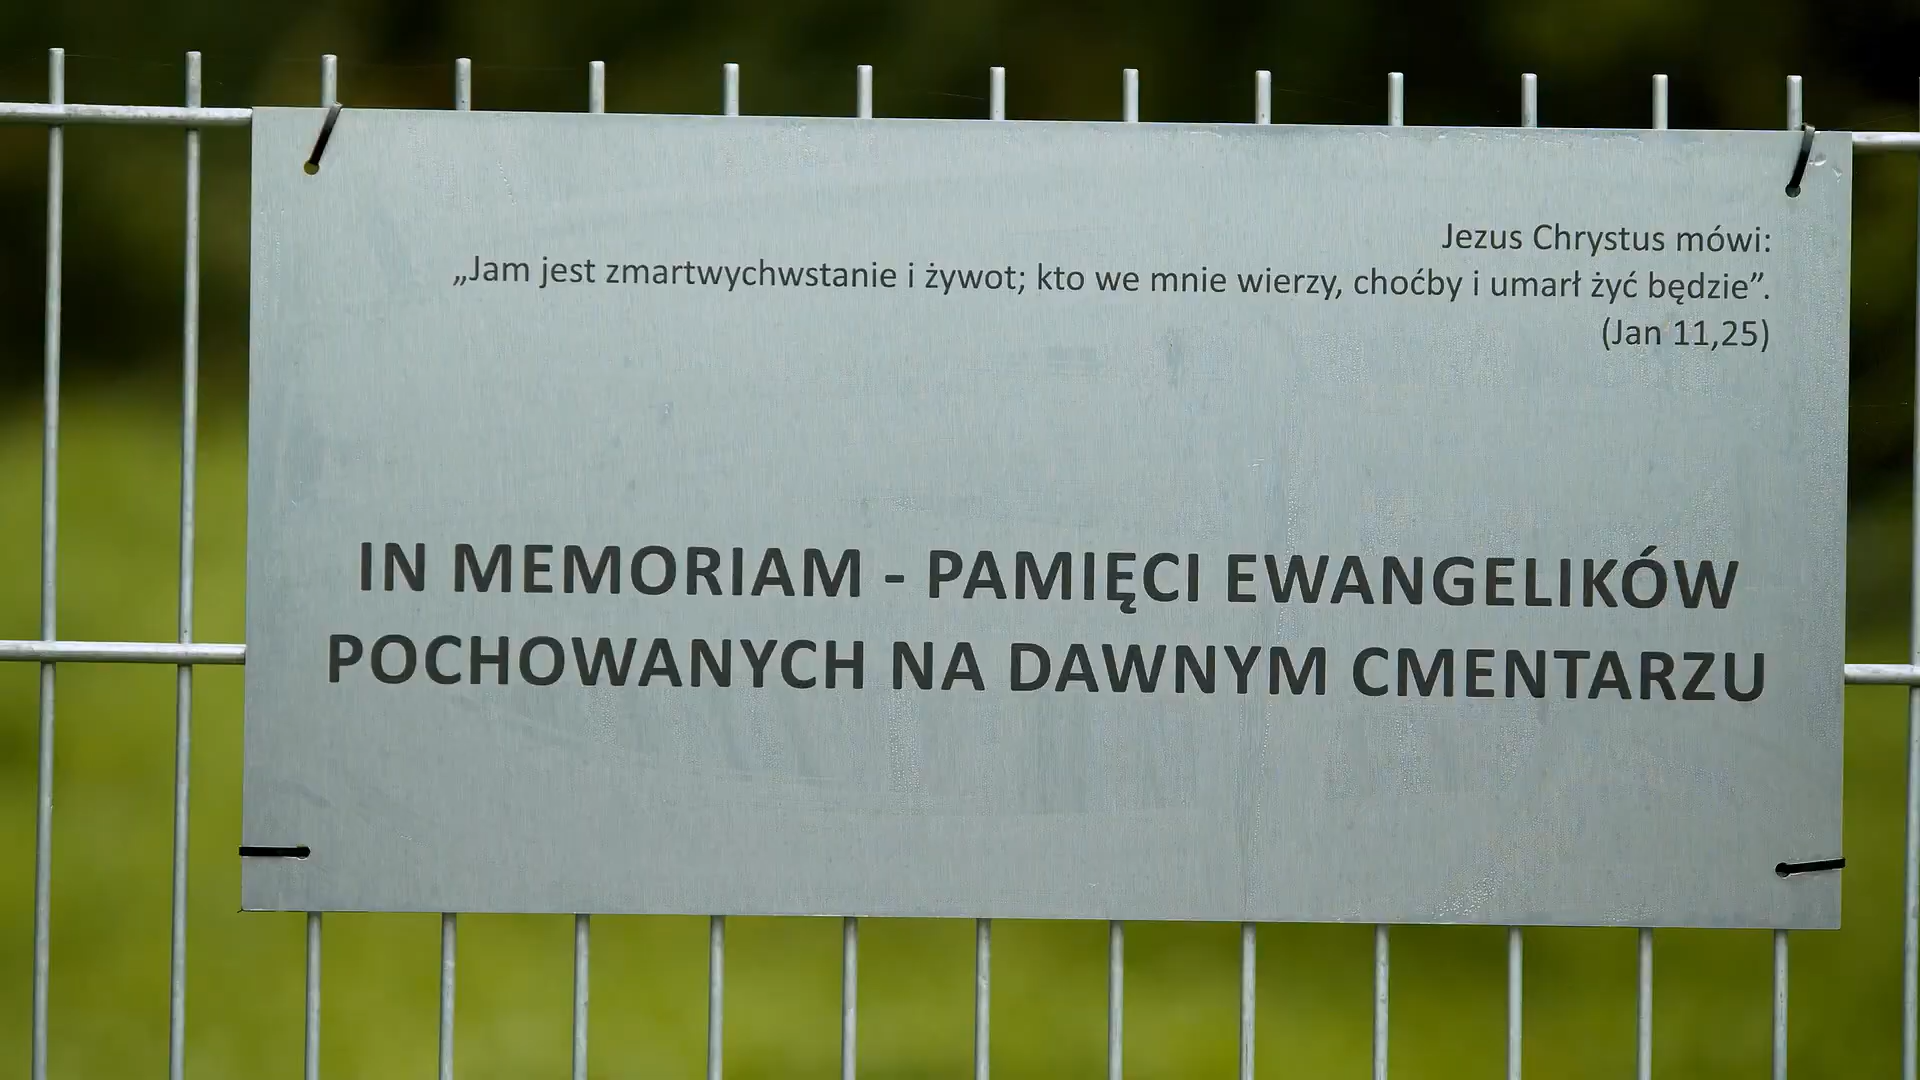 Jezus Chrystus mówi:
„Jam jest zmartwychwstanie i żywot; kto we mnie wierzy, choćby i umarł żyć będzie”.
(Jan 11,25)
IN MEMORIAM - PAMIĘCI EWANGELIKÓW
POCHOWANYCH NA DAWNYM CMENTARZU